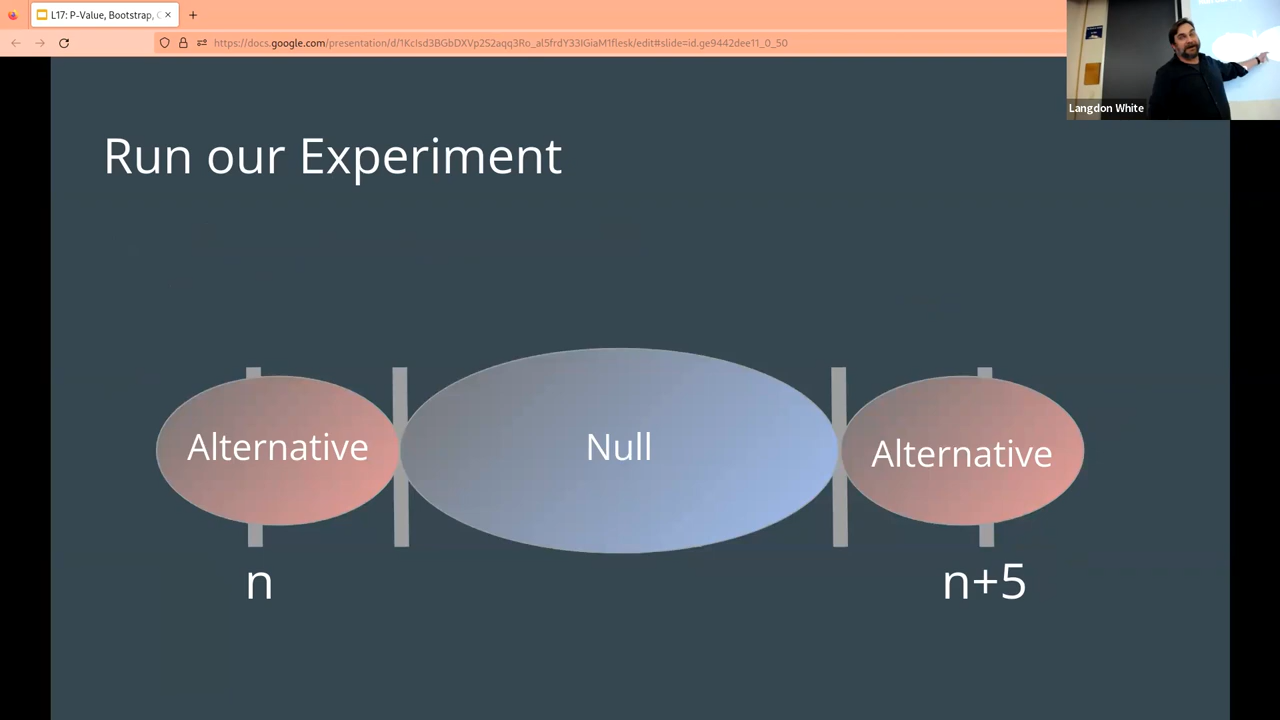 L17: P-Value, Bootstrap,
https://docs.google.com/presentation/d/1KcIsd3BGbDXVp2S2aqq3Ro_al5frdY33IGiaM1flesk/edit#slide=id.ge9442dee11_0_50
Langdon White
Run our Experiment
Alternative
Null
Alternative
n
n+5